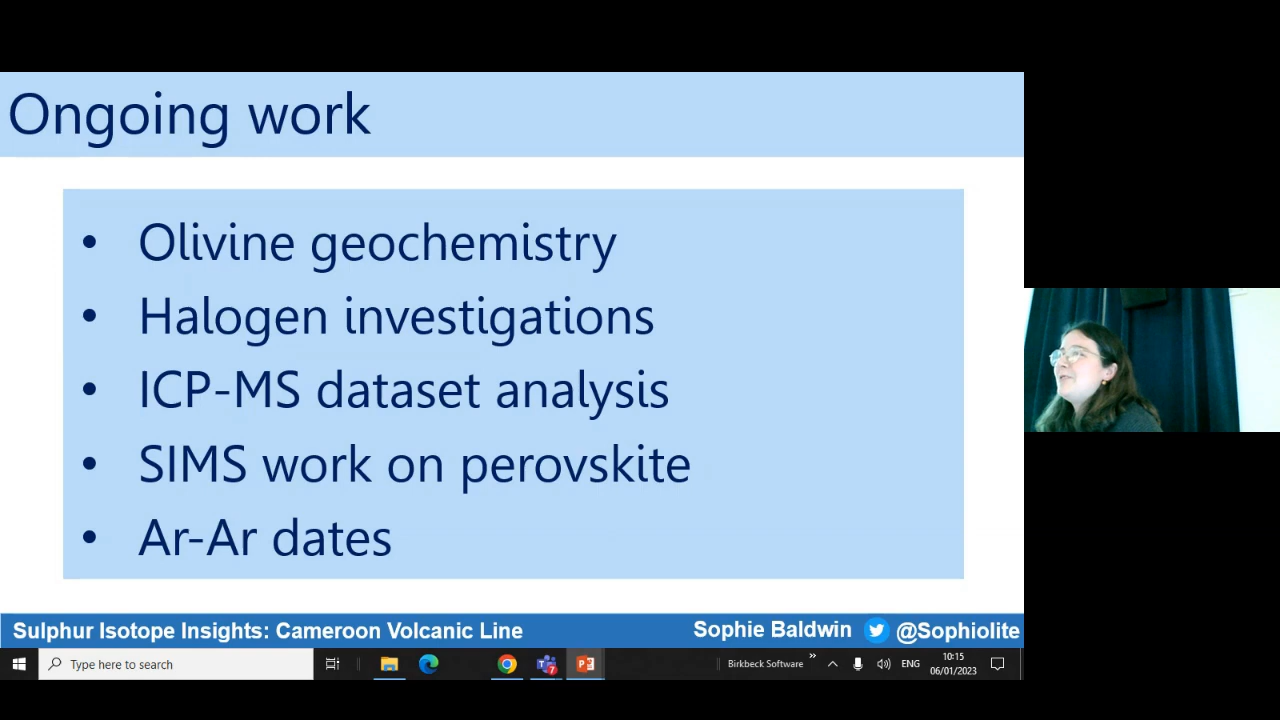 Ongoing work
• Olivine geochemistry
• Halogen investigations
• ICP-MS dataset analysis
• SIMS work on perovskite
• Ar-Ar dates
Sulphur Isotope Insights: Cameroon Volcanic Line
Sophie Baldwin @Sophiolite
Type here to search
7
Birkbeck Software
ENG
10:15
06/01/2023